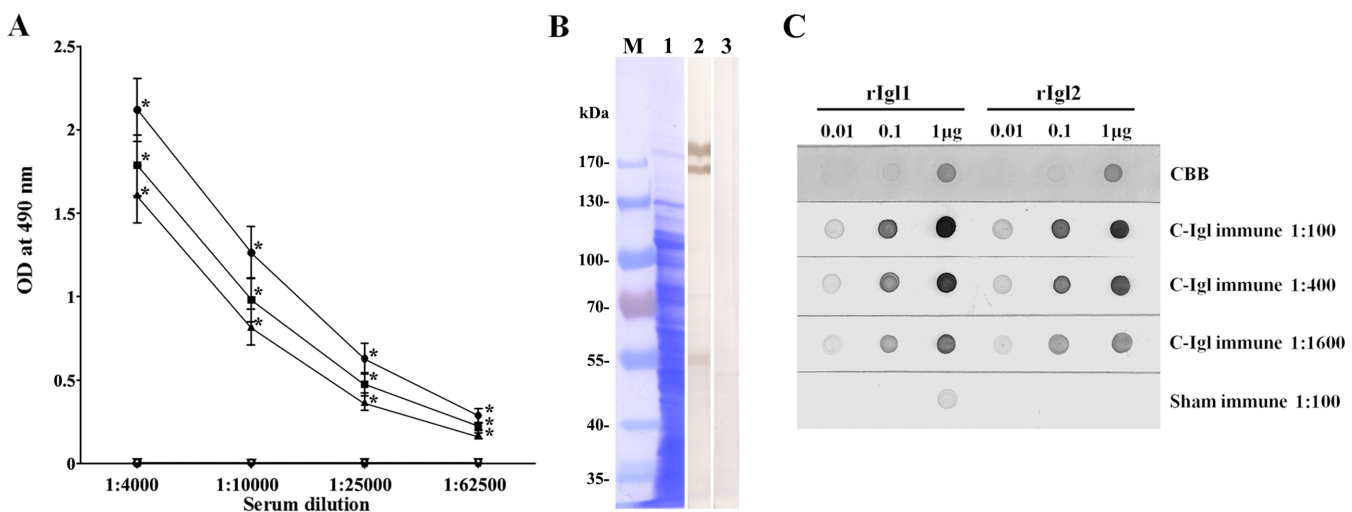 A
2.5
2
1.5
1
0.5
0
OD at 490 nm
* * * * * * * * * * * *
1:4000 1:10000 1:25000 1:62500
Serum dilution
B
M 1 2 3
kDa
170-
130-
100-
70-
55-
40-
35-
C
rIgl1 rIgl2
0.01 0.1 1μg 0.01 0.1 1μg
CBB
C-Igl immune 1:100
C-Igl immune 1:400
C-Igl immune 1:1600
Sham immune 1:100